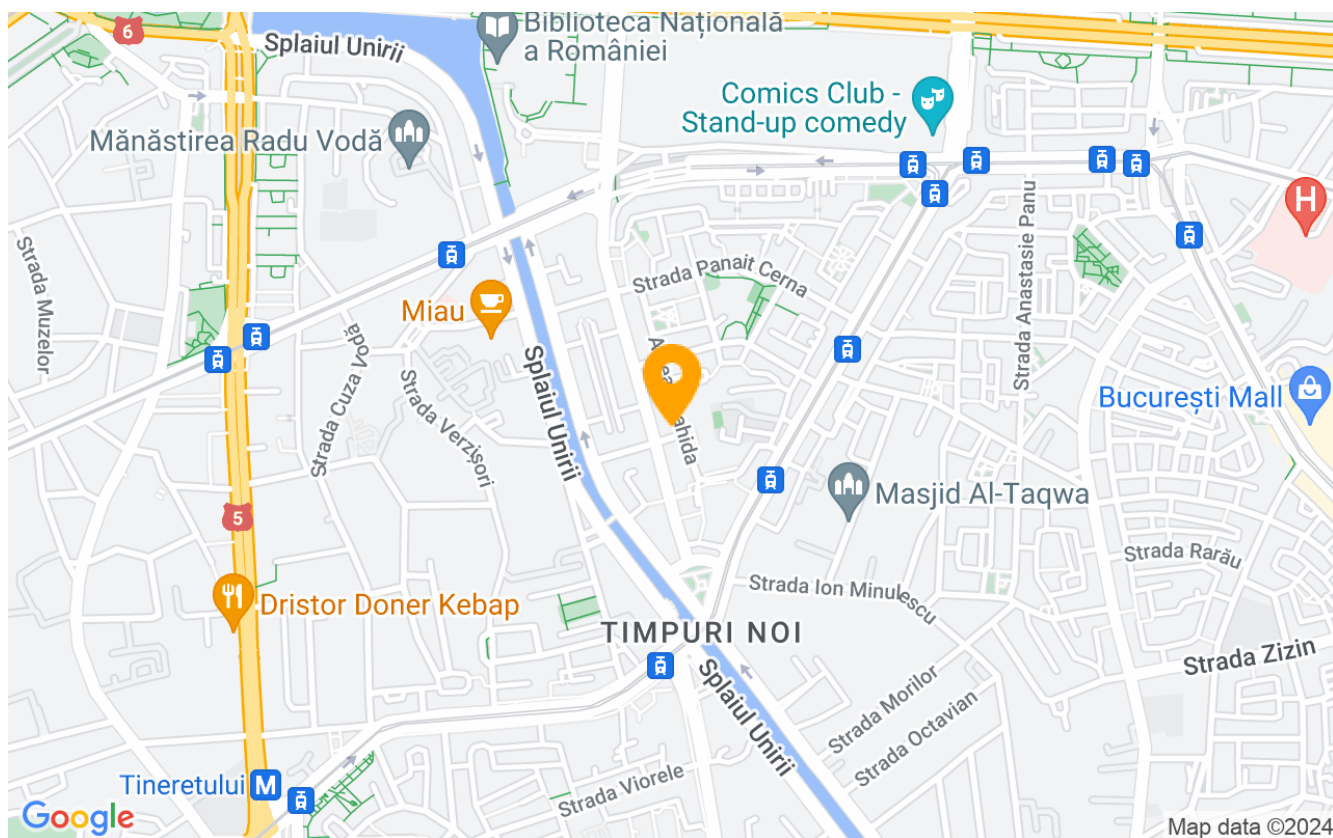 6
Splaiul Unirii
Biblioteca Națională
a României
Comics Club -
Stand-up comedy
Mănăstirea Radu Vodă
H
Strada Muzelor
Strada Panait Cerna
Strada Anastasie Panu
Miau
Strada Cuza Vodă
Strada Verzișori
Splaiul Unirii
București Mall
Masjid Al-Taqwa
5
Strada Rarău
Strada Ion Minulescu
Dristor Doner Kebap
TIMPURI NOI
Strada Zizin
Splaiul Unirii
Strada Morilor
Strada Octavian
Tineretului M
Strada Viorele
Google
Map data ©2024